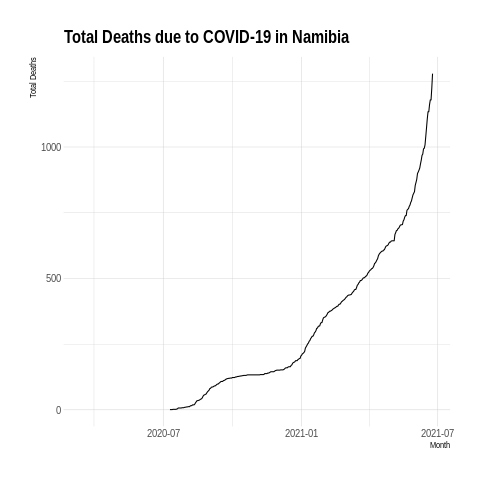 Total Deaths due to COVID-19 in Namibia
Total Deaths
1000
500
0
2020-07
2021-01
2021-07
Month